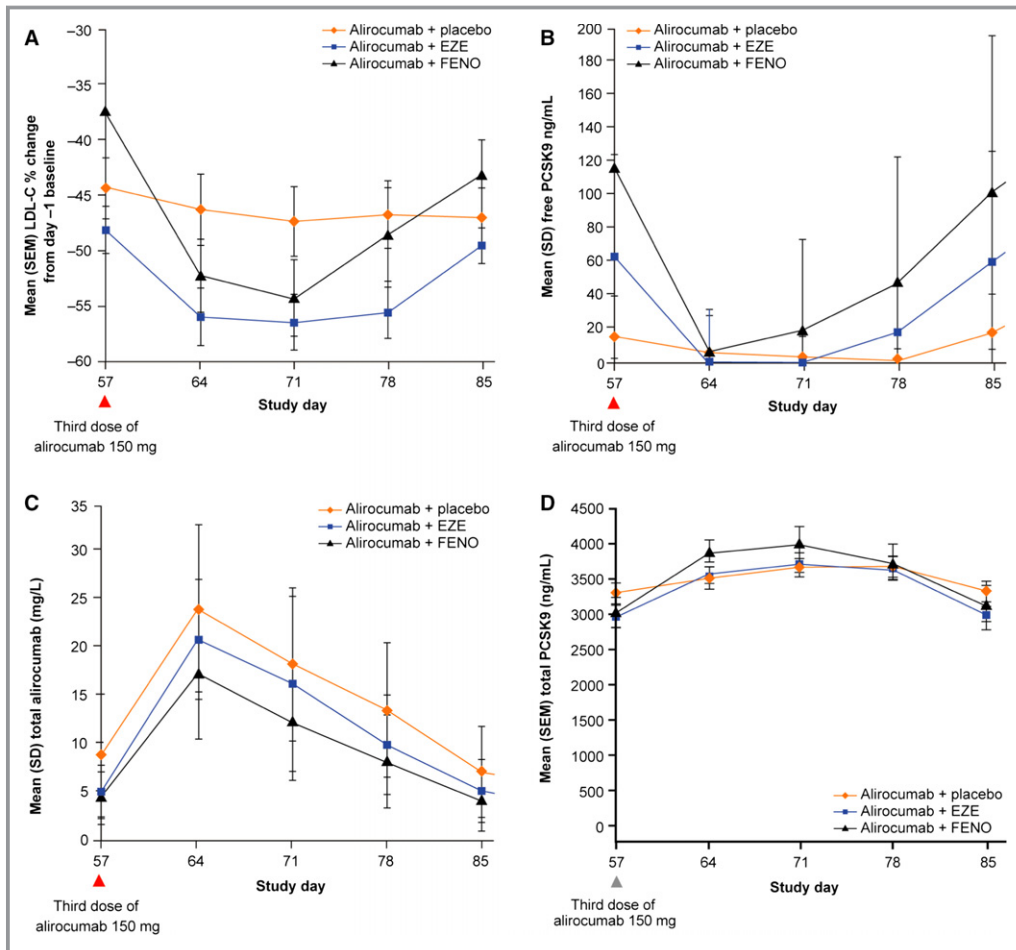 A
Mean (SEM) LDL-C % change
from day –1 baseline
–30
–35
–40
–45
–50
–55
–60
Alirocumab + placebo
Alirocumab + EZE
Alirocumab + FENO
57
64
71
78
85
Study day
Third dose of
alirocumab 150 mg
B
Mean (SD) free PCSK9 ng/mL
200
180
160
140
120
100
80
60
40
20
0
Alirocumab + placebo
Alirocumab + EZE
Alirocumab + FENO
57
64
71
78
85
Study day
Third dose of
alirocumab 150 mg
C
Mean (SD) total alirocumab (mg/L)
35
30
25
20
15
10
5
0
Alirocumab + placebo
Alirocumab + EZE
Alirocumab + FENO
57
64
71
78
85
Study day
Third dose of
alirocumab 150 mg
D
Mean (SEM) total PCSK9 (ng/mL)
4500
4000
3500
3000
2500
2000
1500
1000
500
0
Alirocumab + placebo
Alirocumab + EZE
Alirocumab + FENO
57
64
71
78
85
Study day
Third dose of
alirocumab 150 mg